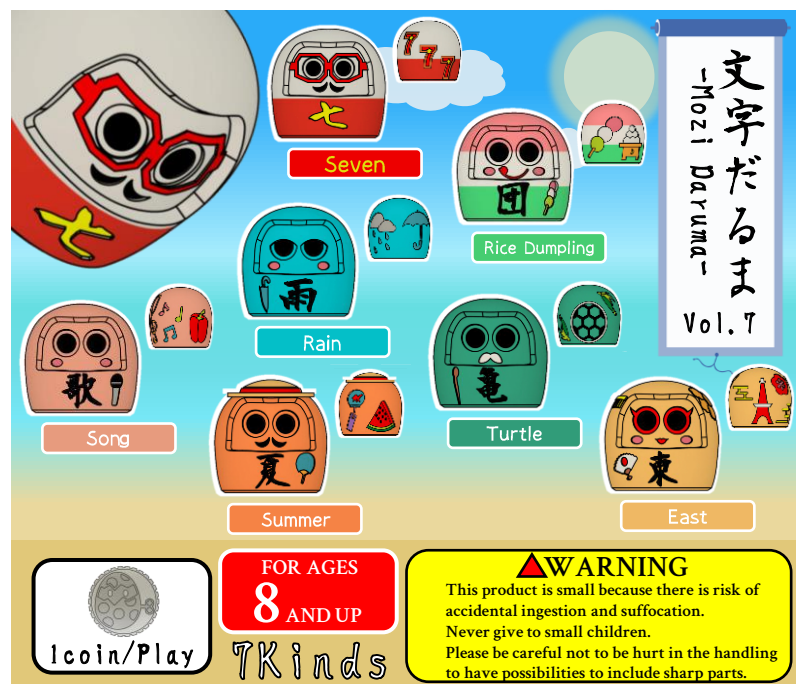 文字だるま
-Mozi Daruma-
Vol.7
七
七
777
Seven
団
Rice Dumpling
雨
Rain
歌
Song
亀
Turtle
夏
Summer
東
East
1coin/Play
FOR AGES
8 AND UP
7Kinds
WARNING
This product is small because there is risk of
accidental ingestion and suffocation.
Never give to small children.
Please be careful not to be hurt in the handling
to have possibilities to include sharp parts.